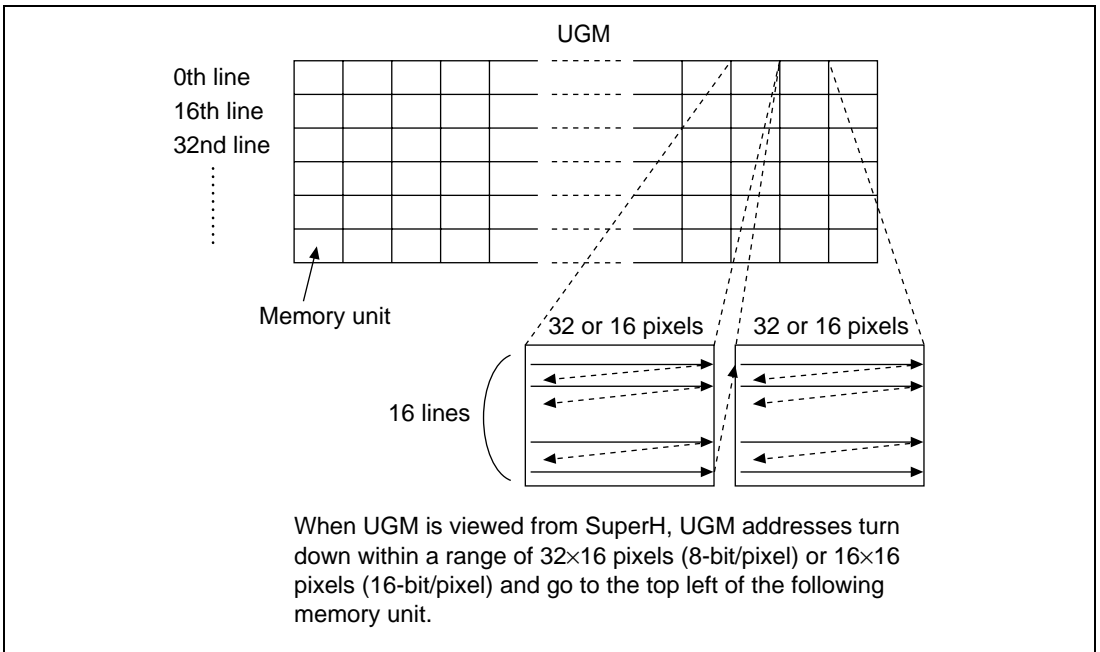 UGM
0th line
16th line
32nd line
Memory unit
32 or 16 pixels
32 or 16 pixels
16 lines
When UGM is viewed from SuperH, UGM addresses turn
down within a range of 32×16 pixels (8-bit/pixel) or 16×16
pixels (16-bit/pixel) and go to the top left of the following
memory unit.